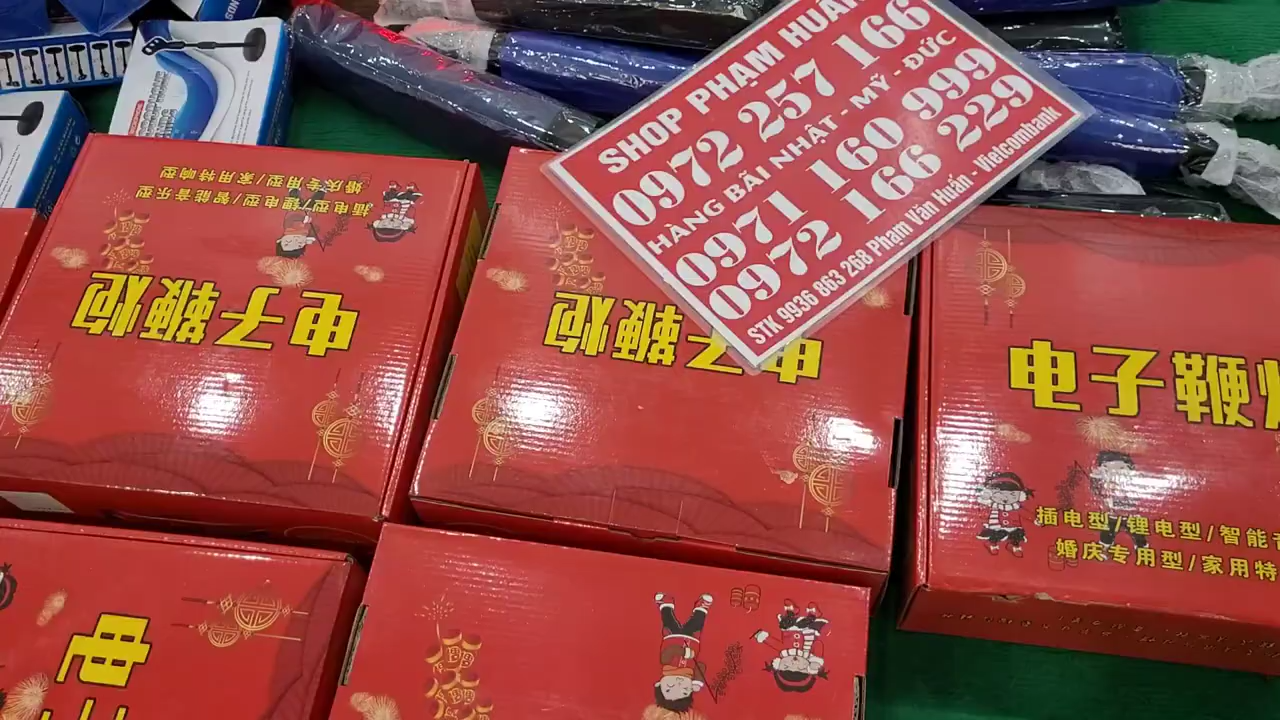 SHOP PHẠM HUẤN
0972 257 166
HÀNG BÃI NHẬT - MỸ - ĐỨC
0971 160 999
0972 166 229
STK 9936 863 268 Phạm Văn Huấn - Vietcombank
电子鞭炮
插电型/锂电型/智能音乐型
婚庆专用型/家用特响型
电子鞭炮
电子鞭
插电型/锂电型/智能音
婚庆专用型/家用特
电